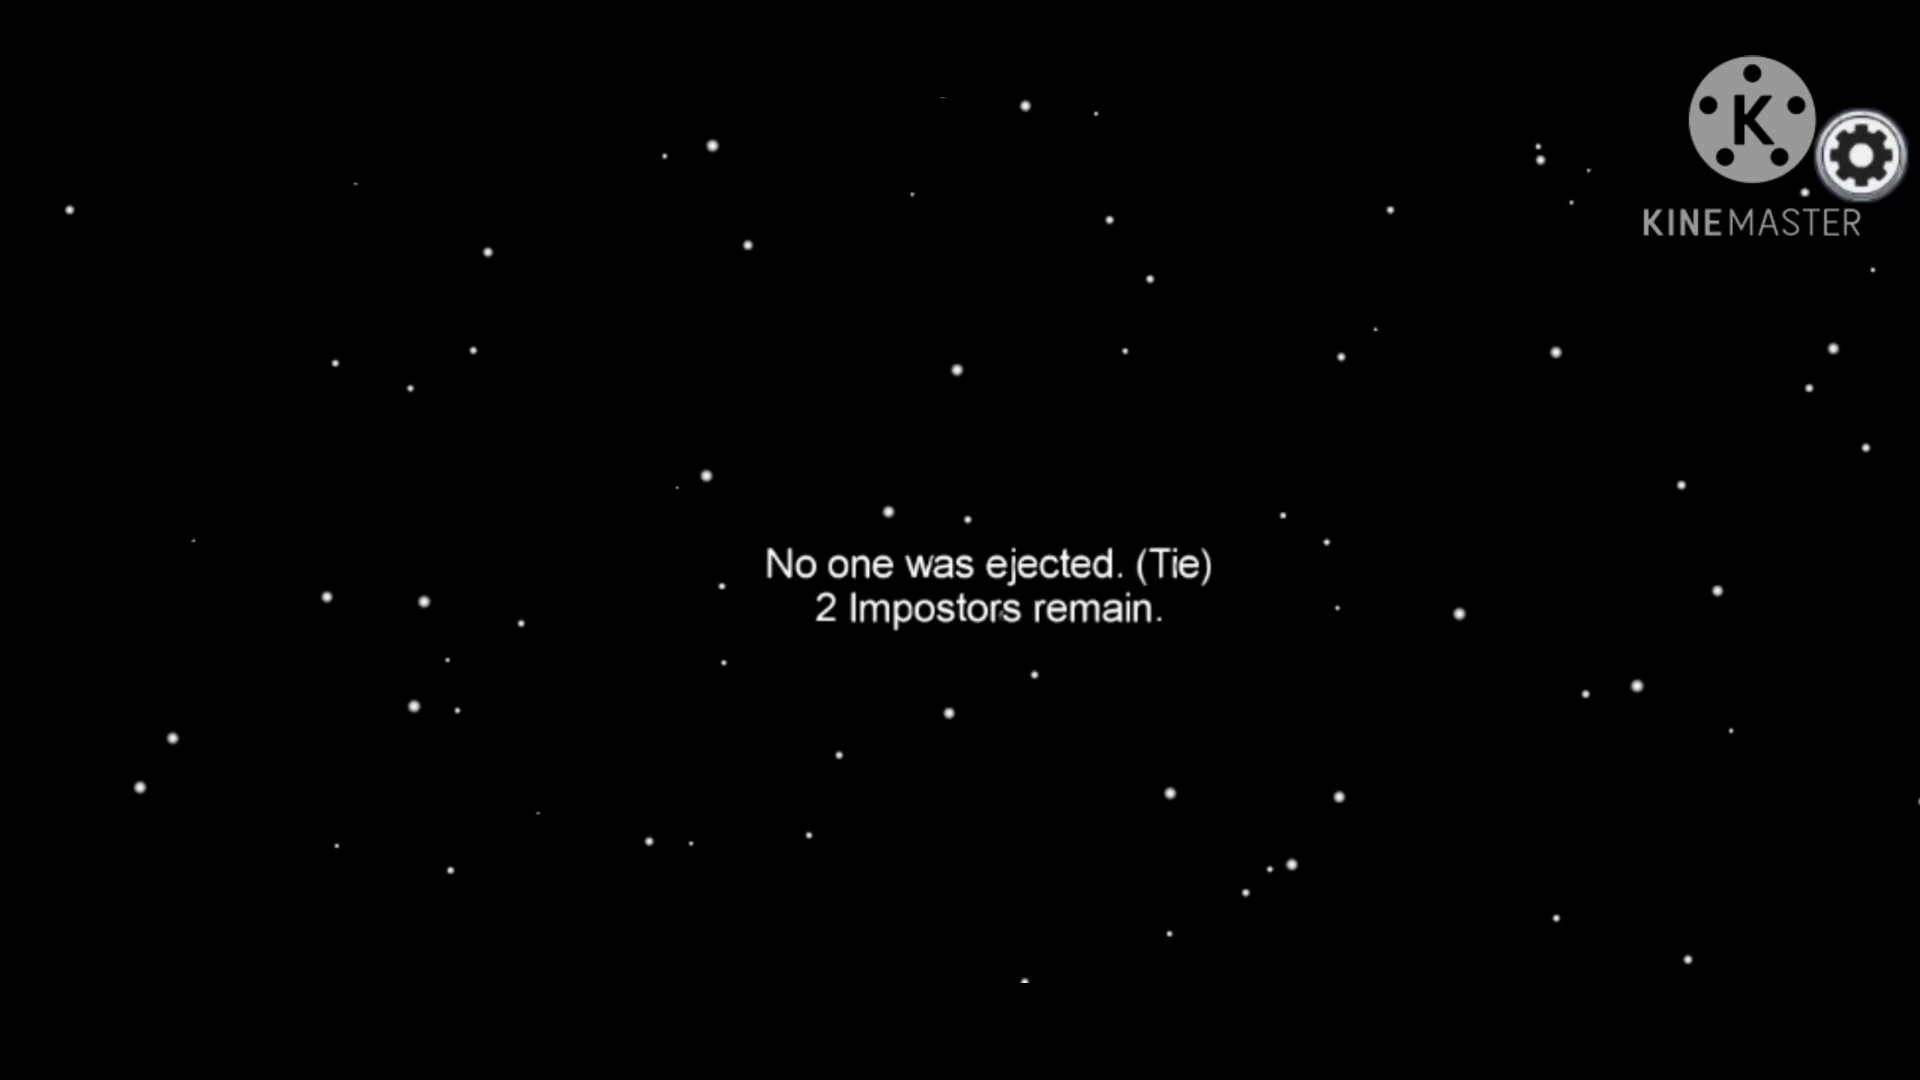 K
KINEMASTER
No one was ejected. (Tie)
2 Impostors remain.